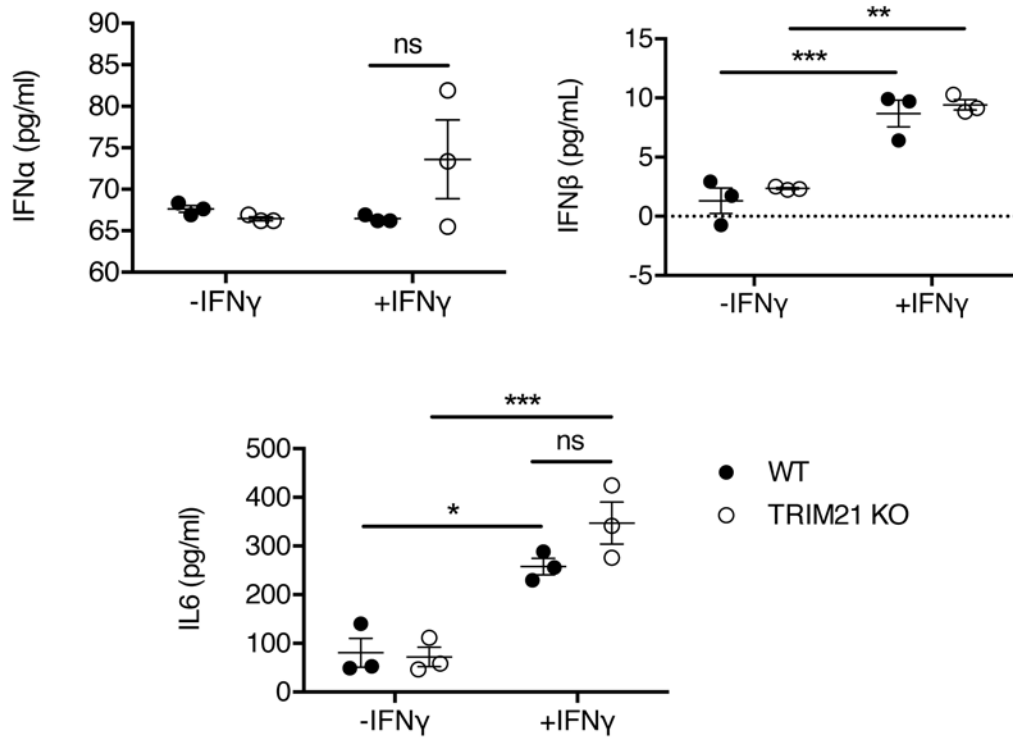 IFNα (pg/ml)
90
85
80
75
70
65
60
ns
-IFNγ
+IFNγ
IFNβ (pg/mL)
15
10
5
0
-5
**
***
-IFNγ
+IFNγ
IL6 (pg/ml)
500
400
300
200
100
0
***
ns
*
-IFNγ
+IFNγ
WT
TRIM21 KO